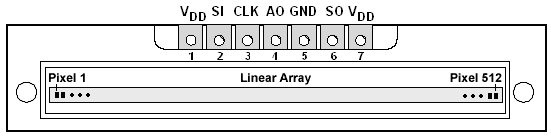 VDD SI CLK AO GND SO VDD
1 2 3 4 5 6 7
Pixel 1 Linear Array Pixel 512